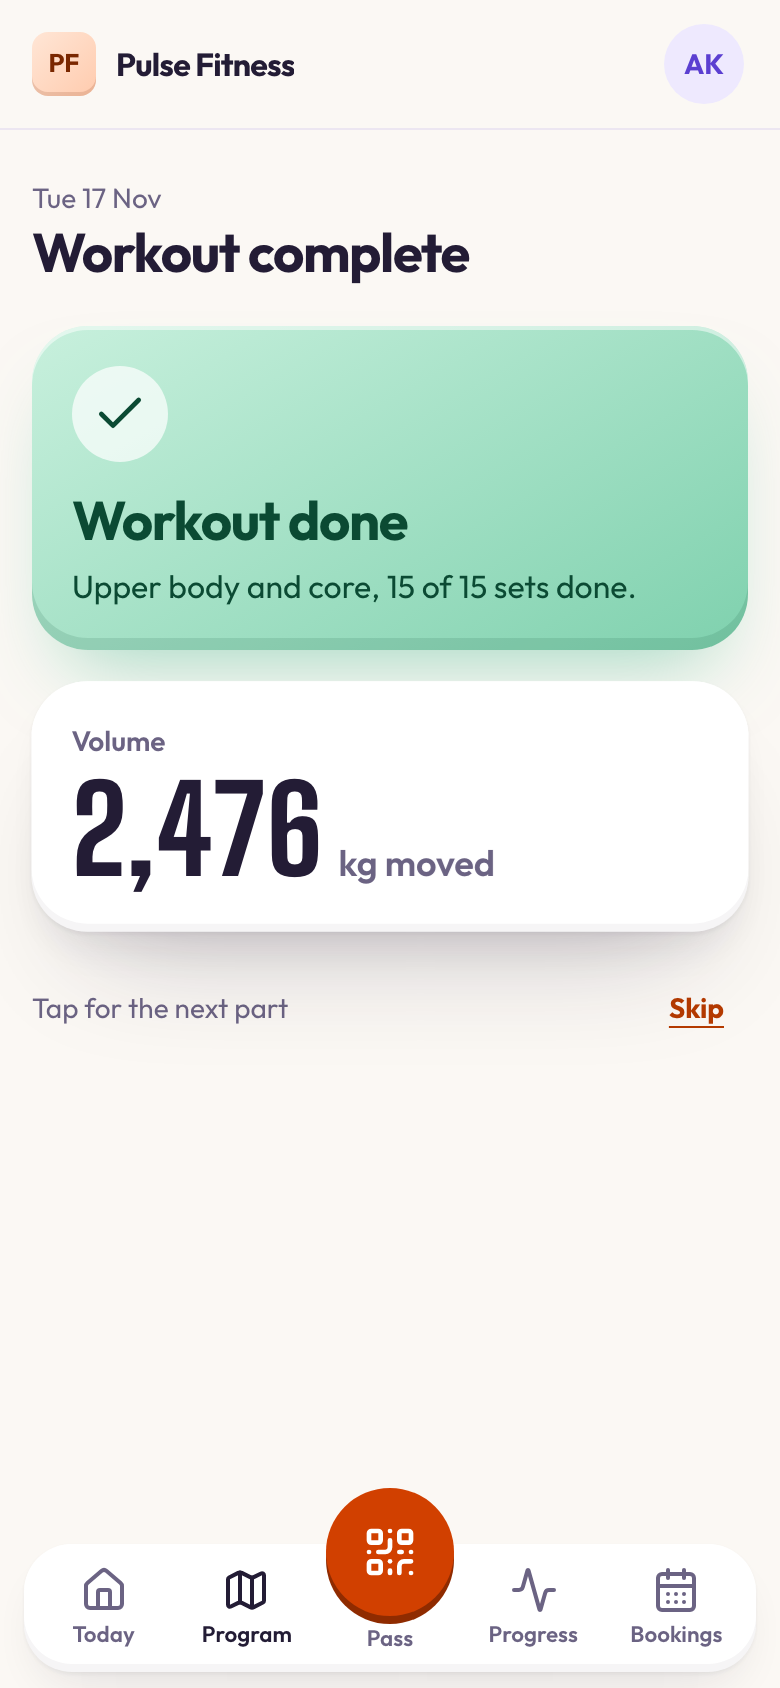 PF
Pulse Fitness
AK
Tue 17 Nov
Workout complete
Workout done
Upper body and core, 15 of 15 sets done.
Volume
2,476 kg moved
Tap for the next part
Skip
Today
Program
Pass
Progress
Bookings